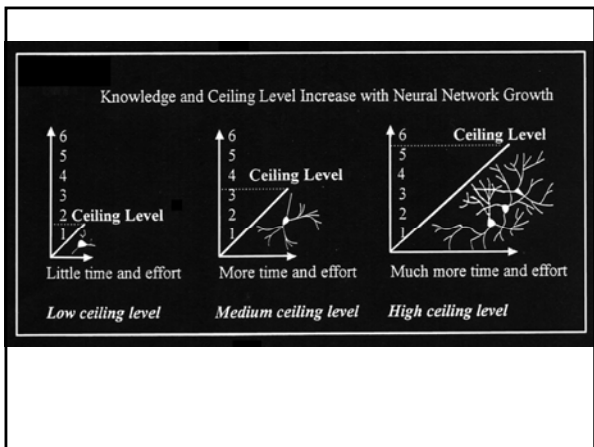 Knowledge and Ceiling Level Increase with Neural Network Growth
6
5
4
3
2
1
Ceiling Level
Little time and effort
Low ceiling level
6
5
4
3
2
1
Ceiling Level
More time and effort
Medium ceiling level
6
5
4
3
2
1
Ceiling Level
Much more time and effort
High ceiling level